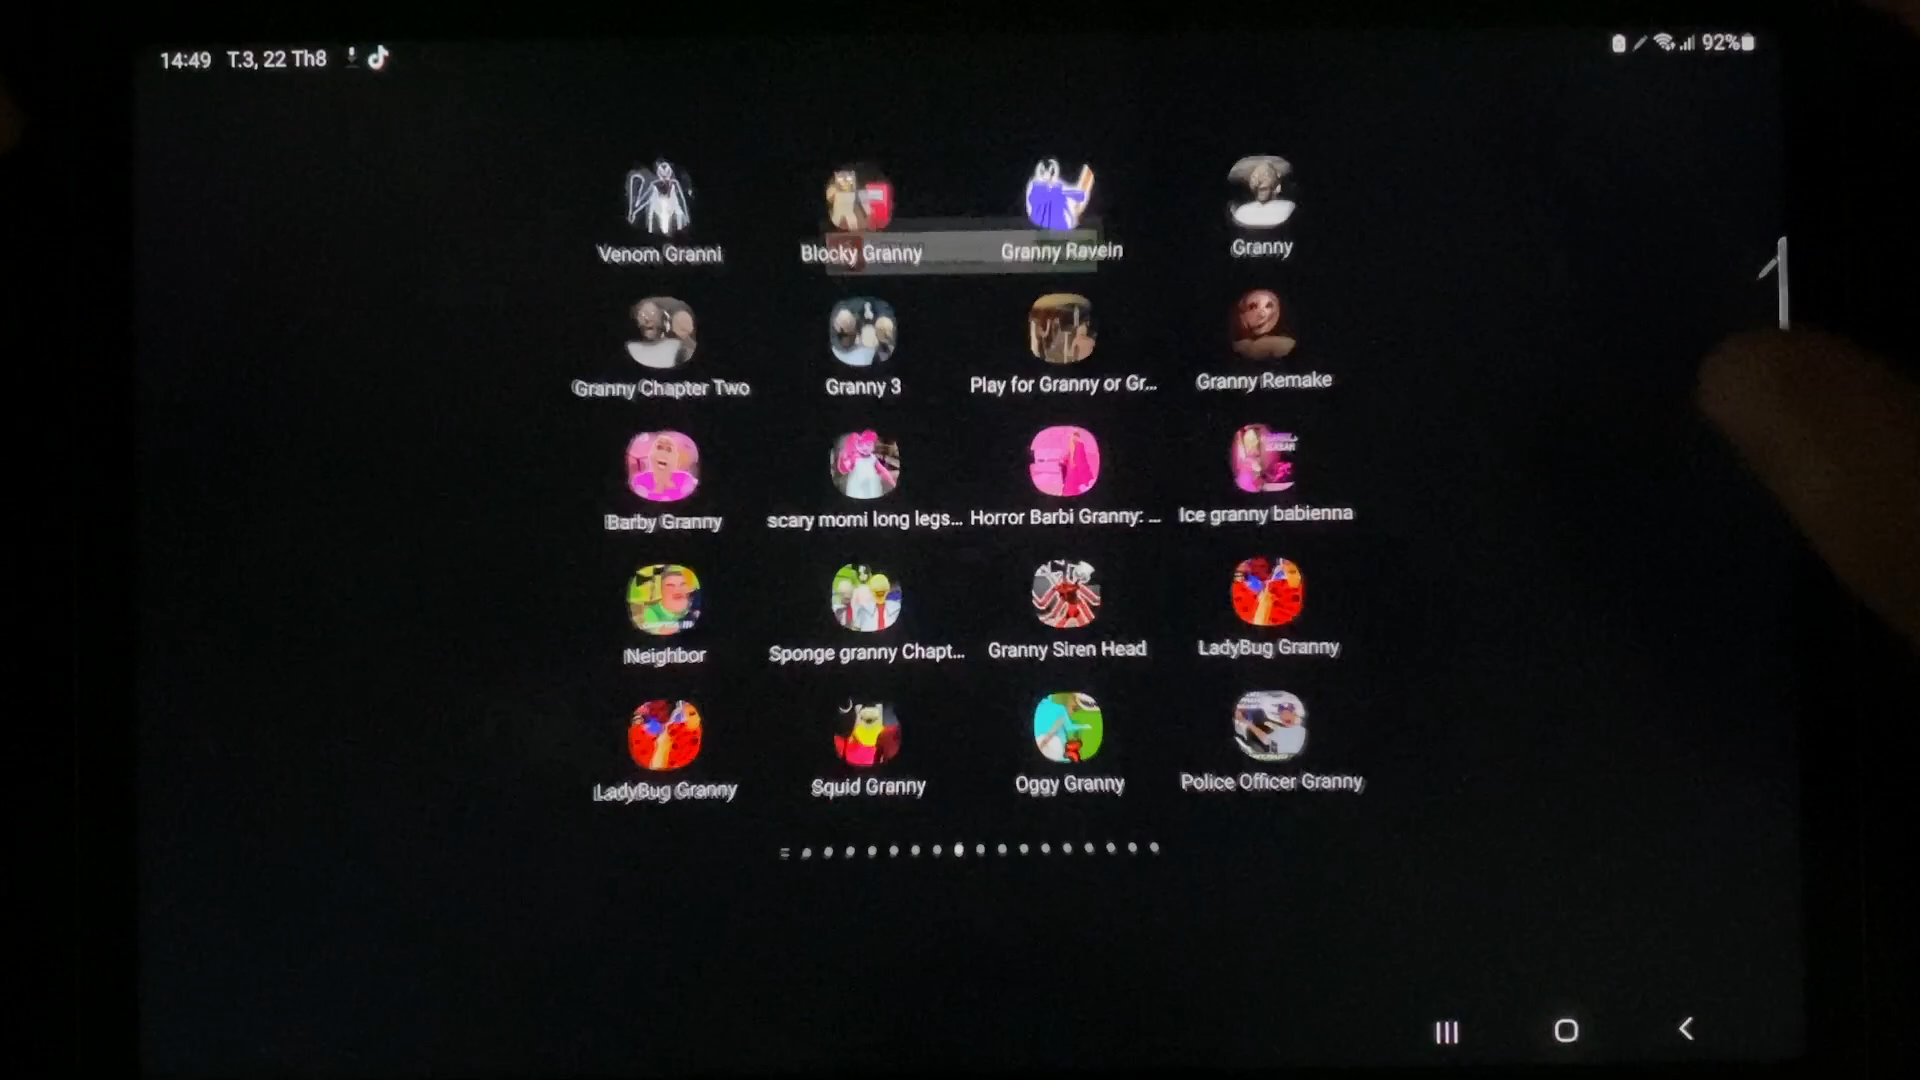 14:49 T.3, 22 Th8
92%
Venom Granni
Blocky Granny
Granny Ravein
Granny
Granny Chapter Two
Granny 3
Play for Granny or Gr...
Granny Remake
Barby Granny
scary momi long legs...
Horror Barbi Granny: ...
Ice granny babienna
Neighbor
Sponge granny Chapt...
Granny Siren Head
LadyBug Granny
LadyBug Granny
Squid Granny
Oggy Granny
Police Officer Granny